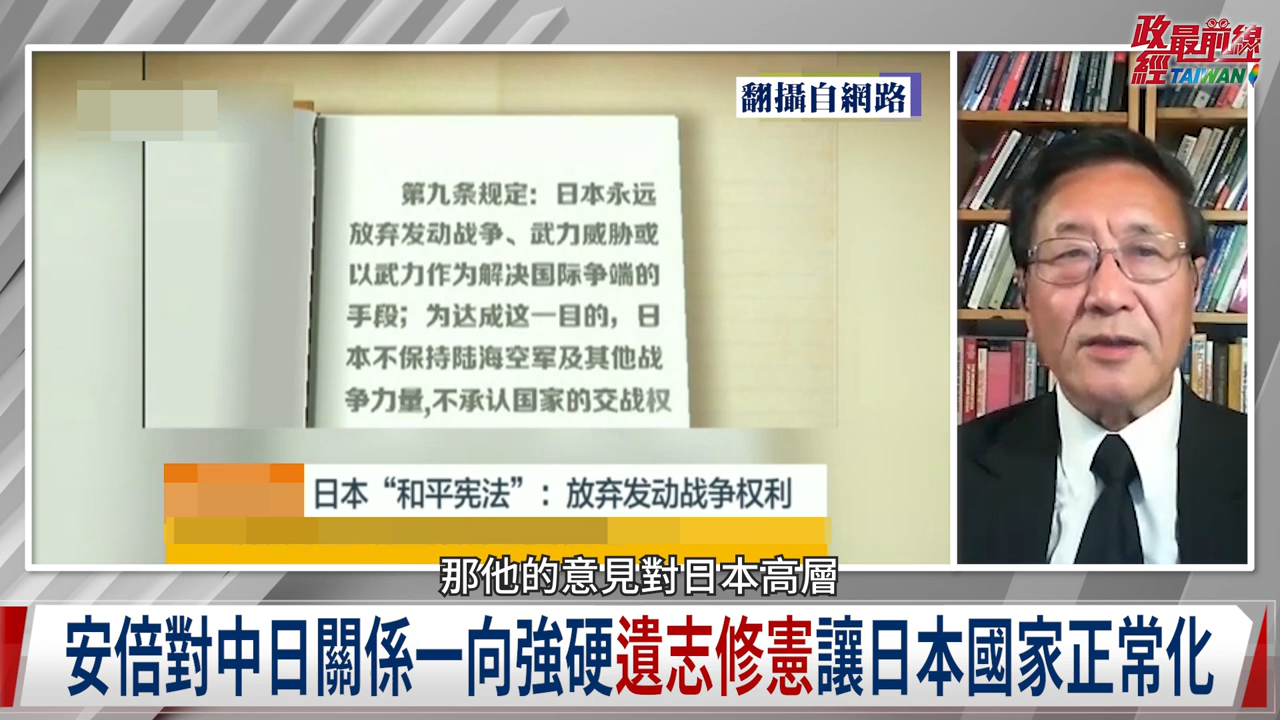 政經最前線
TAIWAN
翻攝自網路
第九条规定：日本永远
放弃发动战争、武力威胁或
以武力作为解决国际争端的
手段；为达成这一目的，日
本不保持陆海空军及其他战
争力量,不承认国家的交战权
日本“和平宪法”：放弃发动战争权利
那他的意見對日本高層
安倍對中日關係一向強硬遺志修憲讓日本國家正常化